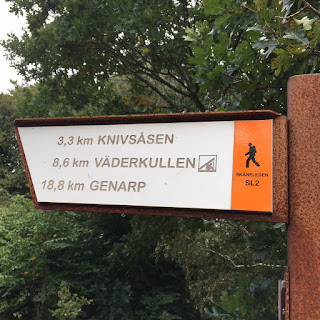 3,3 km KNIVSÅSEN
8,6 km VÄDERKULLEN
18,8 km GENARP
SKÅNELEDEN
SL2